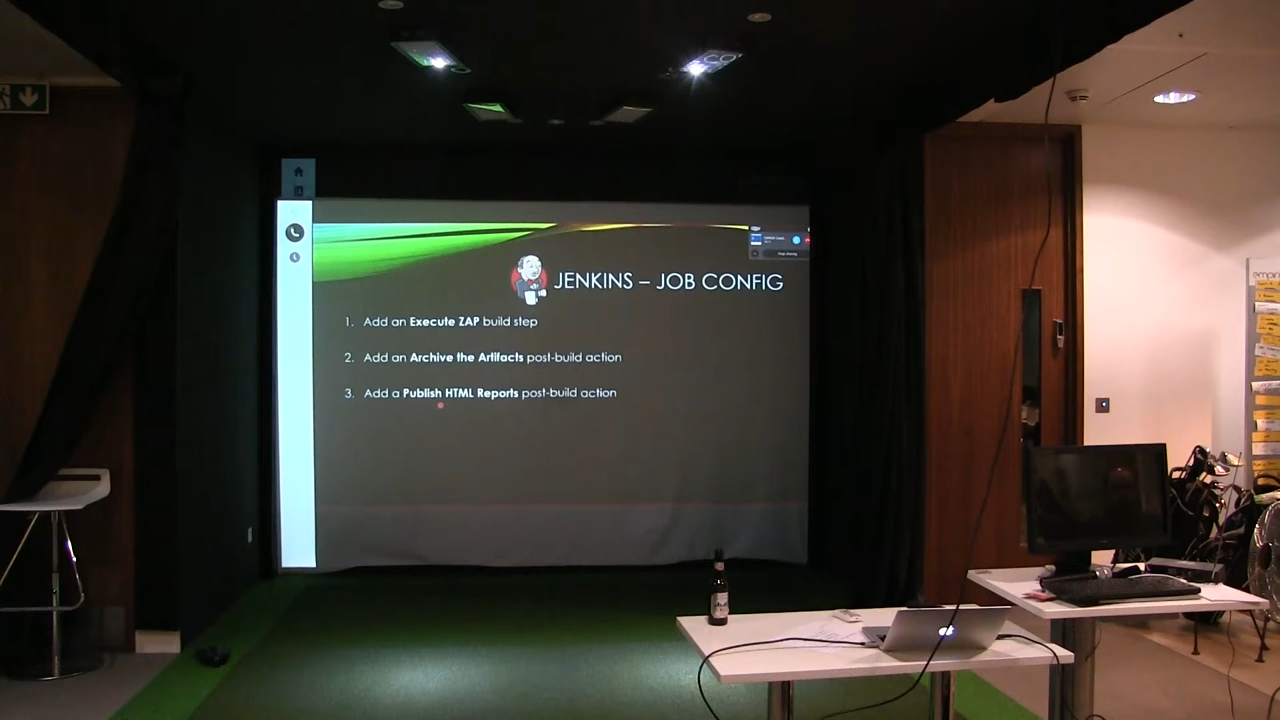 JENKINS – JOB CONFIG
1. Add an Execute ZAP build step
2. Add an Archive the Artifacts post-build action
3. Add a Publish HTML Reports post-build action